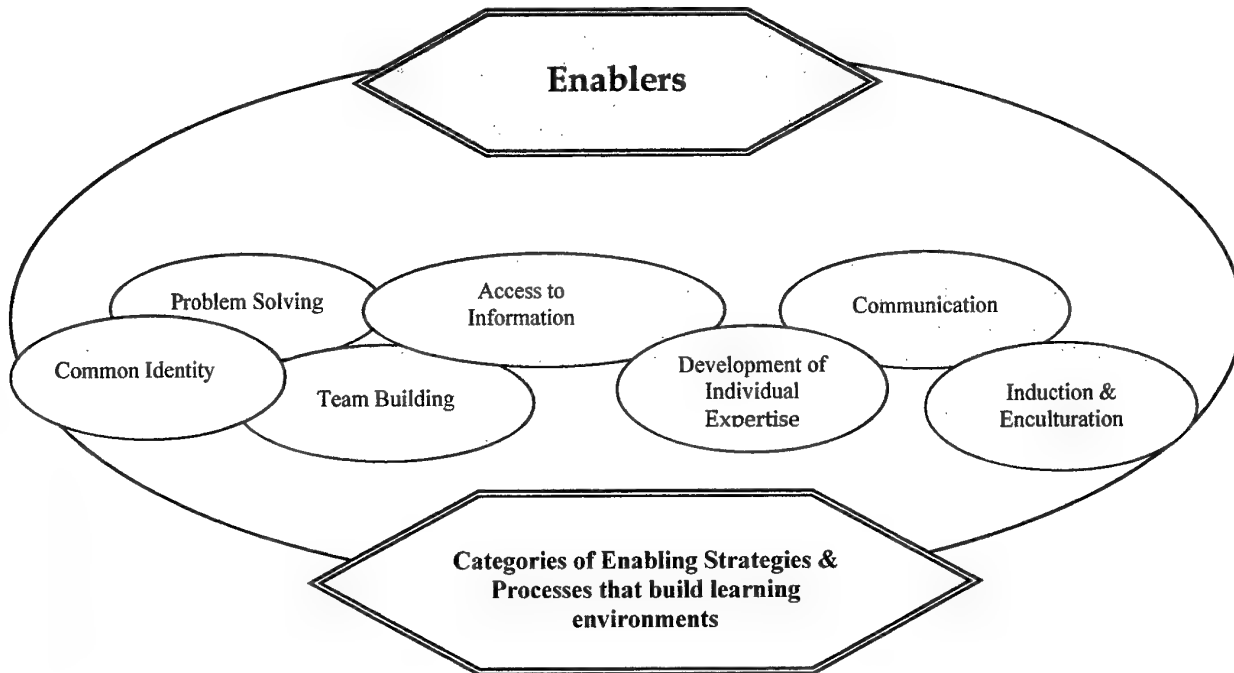 Enablers
Problem Solving
Access to
Information
Communication
Common Identity
Team Building
Development of
Individual
Expertise
Induction &
Enculturation
Categories of Enabling Strategies &
Processes that build learning
environments